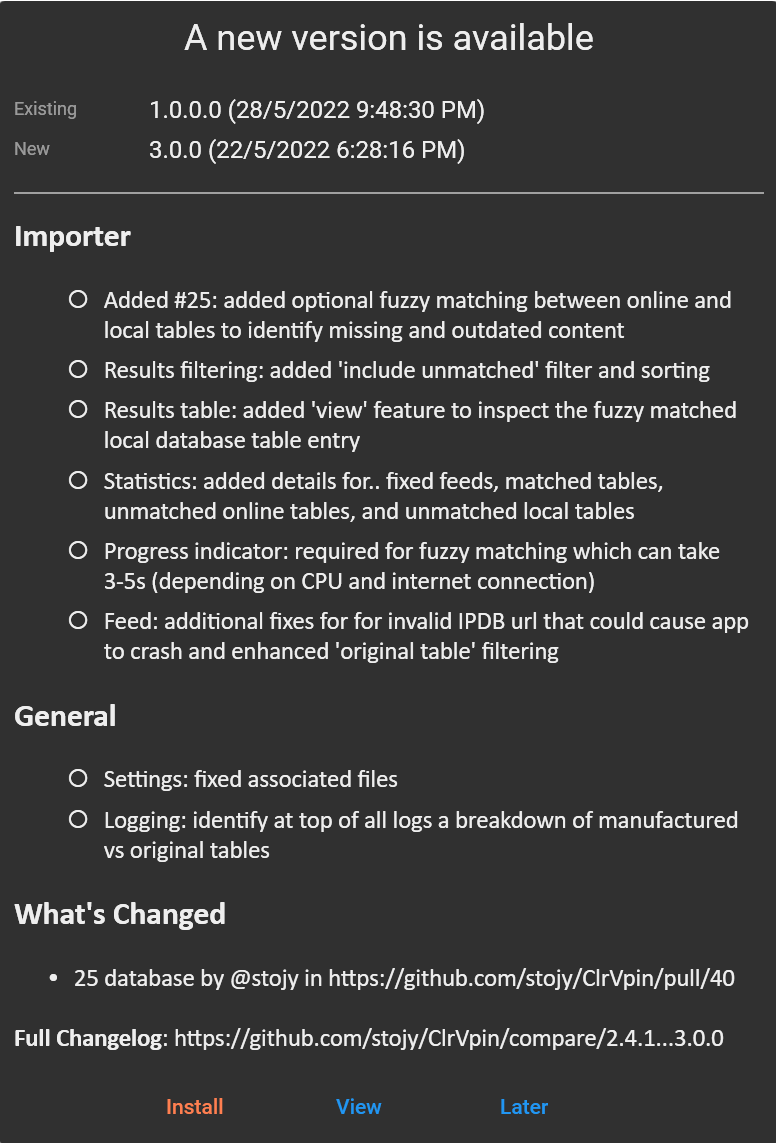 A new version is available
Existing 1.0.0.0 (28/5/2022 9:48:30 PM)
New 3.0.0 (22/5/2022 6:28:16 PM)
Importer
Added #25: added optional fuzzy matching between online and
local tables to identify missing and outdated content
Results filtering: added 'include unmatched' filter and sorting
Results table: added 'view' feature to inspect the fuzzy matched
local database table entry
Statistics: added details for.. fixed feeds, matched tables,
unmatched online tables, and unmatched local tables
Progress indicator: required for fuzzy matching which can take
3-5s (depending on CPU and internet connection)
Feed: additional fixes for for invalid IPDB url that could cause app
to crash and enhanced 'original table' filtering
General
Settings: fixed associated files
Logging: identify at top of all logs a breakdown of manufactured
vs original tables
What's Changed
• 25 database by @stojy in https://github.com/stojy/ClrVpin/pull/40
Full Changelog: https://github.com/stojy/ClrVpin/compare/2.4.1...3.0.0
Install View Later